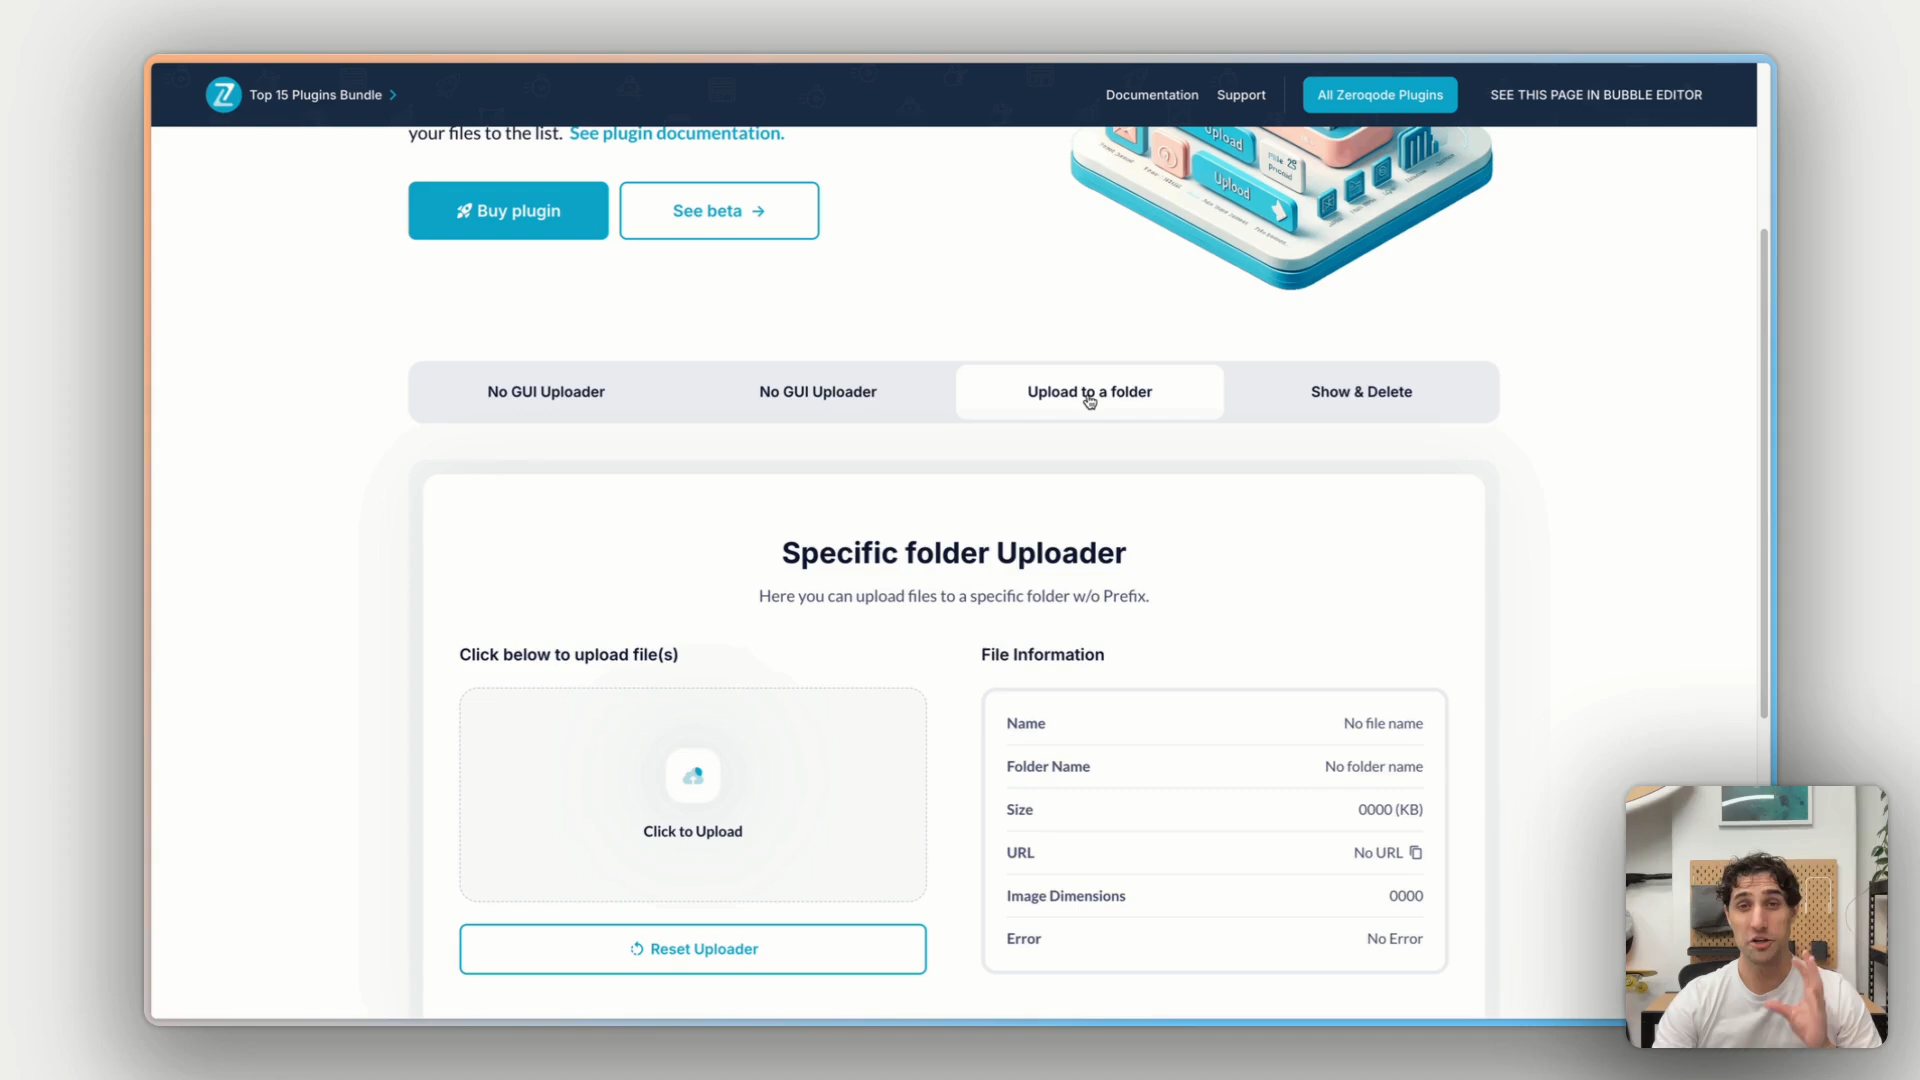 Top 15 Plugins Bundle
Documentation
Support
All Zeroqode Plugins
SEE THIS PAGE IN BUBBLE EDITOR
your files to the list. See plugin documentation.
Upload
Uplood
Buy plugin
See beta
No GUI Uploader
No GUI Uploader
Upload to a folder
Show & Delete
Specific folder Uploader
Here you can upload files to a specific folder w/o Prefix.
Click below to upload file(s)
File Information
Click to Upload
Reset Uploader
Name
No file name
Folder Name
No folder name
Size
0000 (KB)
URL
No URL
Image Dimensions
0000
Error
No Error